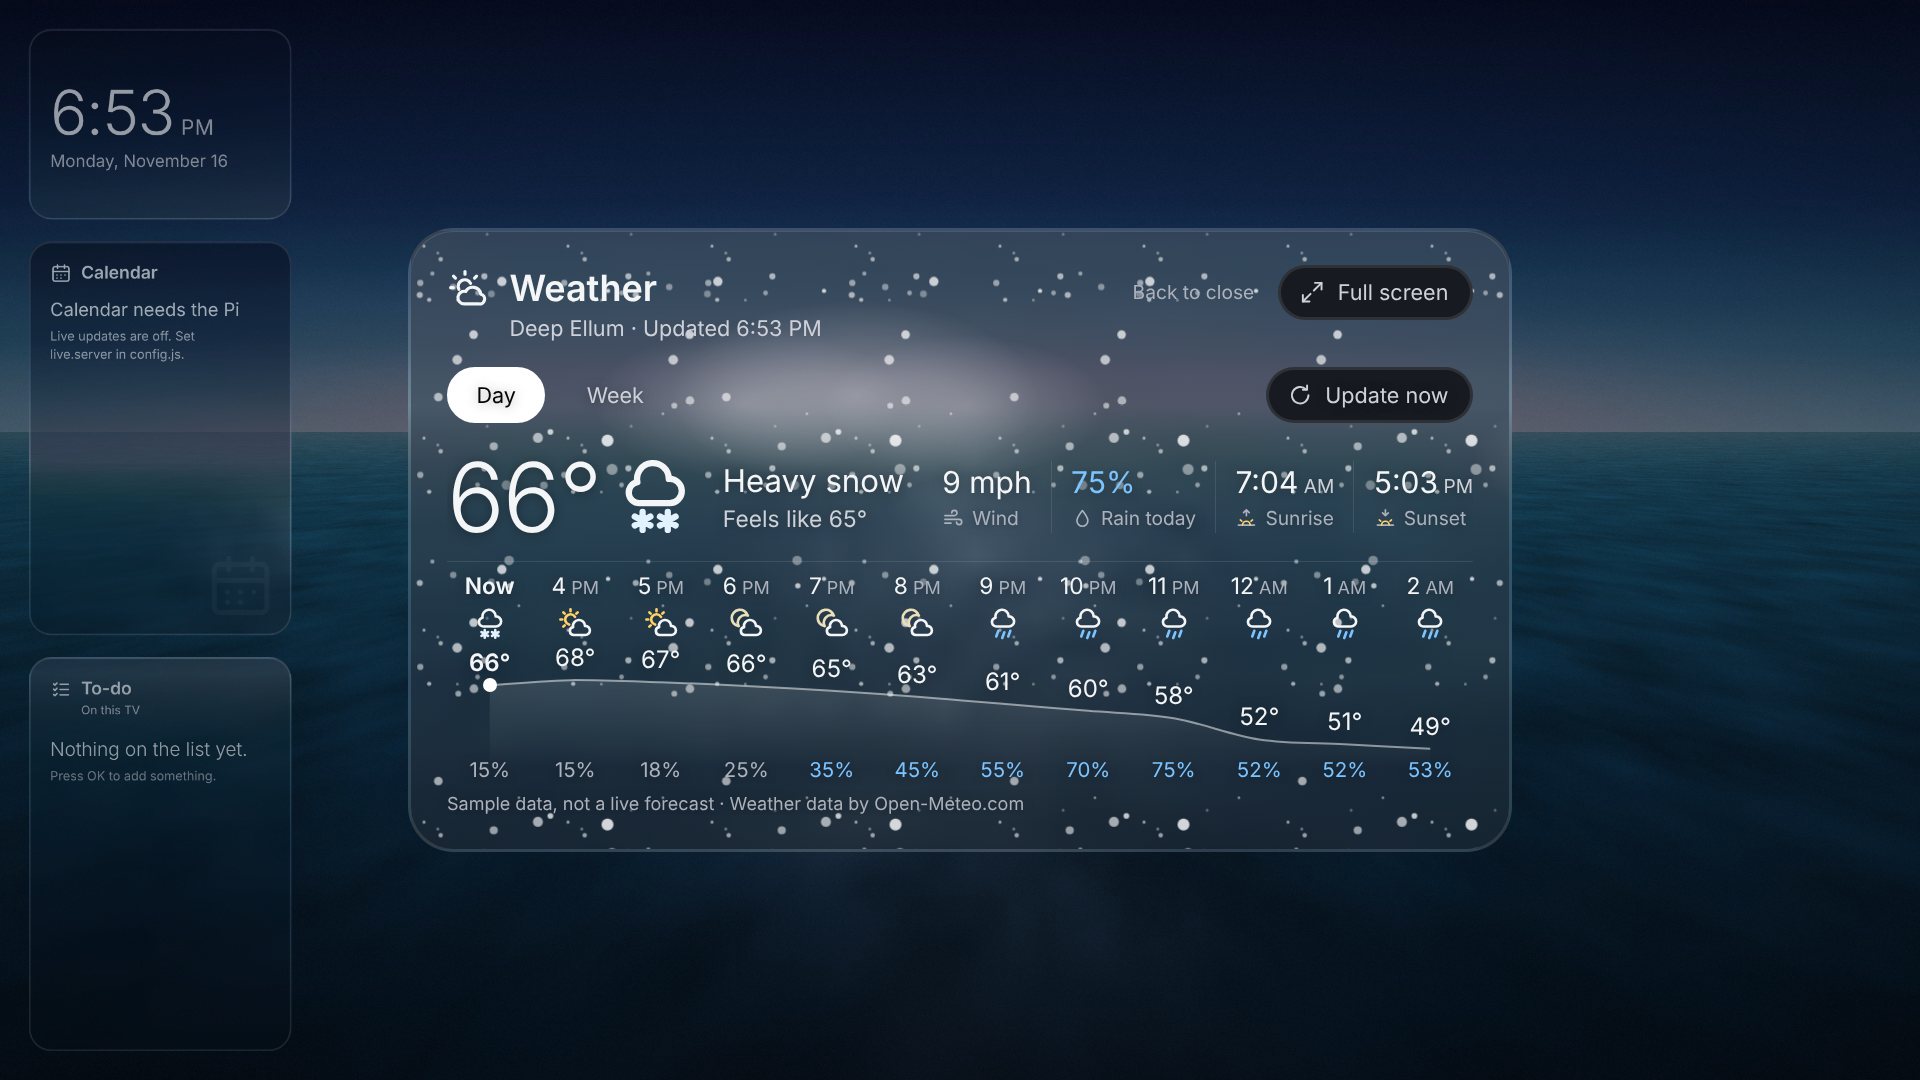 6:53 PM
Monday, November 16
Calendar
Calendar needs the Pi
Live updates are off. Set
live.server in config.js.
To-do
On this TV
Nothing on the list yet.
Press OK to add something.
Weather
Deep Ellum · Updated 6:53 PM
Back to close
Full screen
Day
Week
Update now
66°
Heavy snow
Feels like 65°
9 mph
Wind
75%
Rain today
7:04 AM
Sunrise
5:03 PM
Sunset
Now 4 PM 5 PM 6 PM 7 PM 8 PM 9 PM 10 PM 11 PM 12 AM 1 AM 2 AM
66° 68° 67° 66° 65° 63° 61° 60° 58° 52° 51° 49°
15% 15% 18% 25% 35% 45% 55% 70% 75% 52% 52% 53%
Sample data, not a live forecast · Weather data by Open-Meteo.com